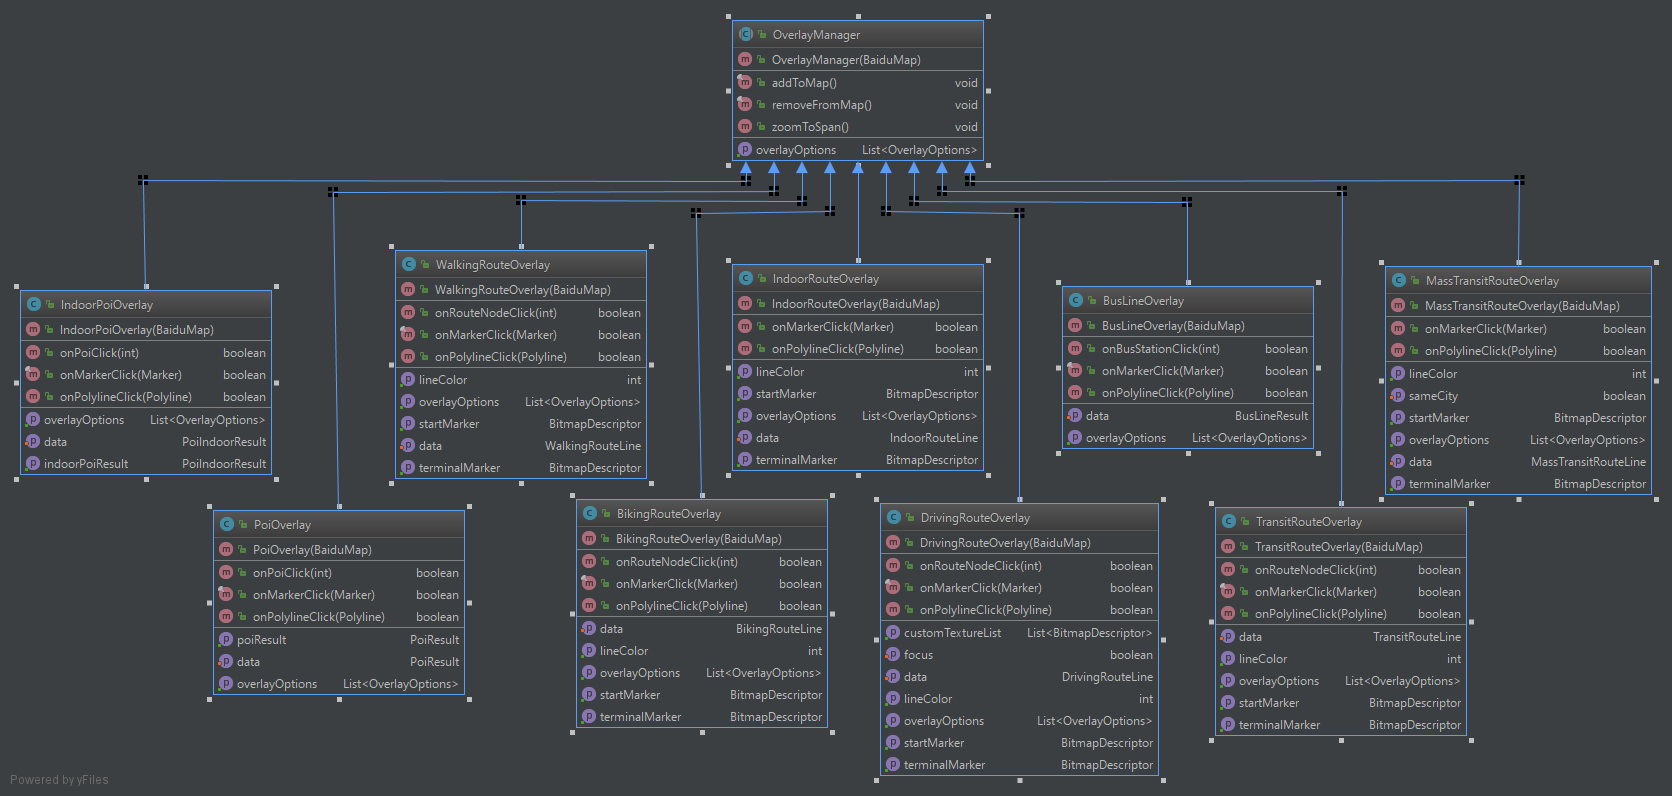 OverlayManager
OverlayManager(BaiduMap)
addToMap() void
removeFromMap() void
zoomToSpan() void
overlayOptions List<OverlayOptions>
IndoorPoiOverlay
IndoorPoiOverlay(BaiduMap)
onPoiClick(int) boolean
onMarkerClick(Marker) boolean
onPolylineClick(Polyline) boolean
overlayOptions List<OverlayOptions>
data PoiIndoorResult
indoorPoiResult PoiIndoorResult
WalkingRouteOverlay
WalkingRouteOverlay(BaiduMap)
onRouteNodeClick(int) boolean
onMarkerClick(Marker) boolean
onPolylineClick(Polyline) boolean
lineColor int
overlayOptions List<OverlayOptions>
startMarker BitmapDescriptor
data WalkingRouteLine
terminalMarker BitmapDescriptor
IndoorRouteOverlay
IndoorRouteOverlay(BaiduMap)
onMarkerClick(Marker) boolean
onPolylineClick(Polyline) boolean
lineColor int
startMarker BitmapDescriptor
overlayOptions List<OverlayOptions>
data IndoorRouteLine
terminalMarker BitmapDescriptor
BusLineOverlay
BusLineOverlay(BaiduMap)
onBusStationClick(int) boolean
onMarkerClick(Marker) boolean
onPolylineClick(Polyline) boolean
data BusLineResult
overlayOptions List<OverlayOptions>
MassTransitRouteOverlay
MassTransitRouteOverlay(BaiduMap)
onMarkerClick(Marker) boolean
onPolylineClick(Polyline) boolean
lineColor int
sameCity boolean
startMarker BitmapDescriptor
overlayOptions List<OverlayOptions>
data MassTransitRouteLine
terminalMarker BitmapDescriptor
PoiOverlay
PoiOverlay(BaiduMap)
onPoiClick(int) boolean
onMarkerClick(Marker) boolean
onPolylineClick(Polyline) boolean
poiResult PoiResult
data PoiResult
overlayOptions List<OverlayOptions>
BikingRouteOverlay
BikingRouteOverlay(BaiduMap)
onRouteNodeClick(int) boolean
onMarkerClick(Marker) boolean
onPolylineClick(Polyline) boolean
data BikingRouteLine
lineColor int
overlayOptions List<OverlayOptions>
startMarker BitmapDescriptor
terminalMarker BitmapDescriptor
DrivingRouteOverlay
DrivingRouteOverlay(BaiduMap)
onRouteNodeClick(int) boolean
onMarkerClick(Marker) boolean
onPolylineClick(Polyline) boolean
customTextureList List<BitmapDescriptor>
focus boolean
data DrivingRouteLine
lineColor int
overlayOptions List<OverlayOptions>
startMarker BitmapDescriptor
terminalMarker BitmapDescriptor
TransitRouteOverlay
TransitRouteOverlay(BaiduMap)
onRouteNodeClick(int) boolean
onMarkerClick(Marker) boolean
onPolylineClick(Polyline) boolean
data TransitRouteLine
lineColor int
overlayOptions List<OverlayOptions>
startMarker BitmapDescriptor
terminalMarker BitmapDescriptor
Powered by yFiles